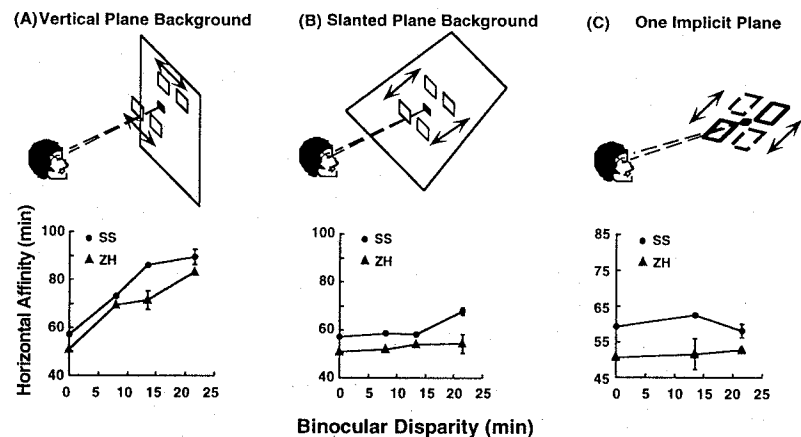 (A) Vertical Plane Background
(B) Slanted Plane Background
(C) One Implicit Plane
Horizontal Affinity (min)
100
80
60
40
SS
ZH
0 5 10 15 20 25
100
80
60
40
SS
ZH
0 5 10 15 20 25
85
75
65
55
45
SS
ZH
0 5 10 15 20 25
Binocular Disparity (min)